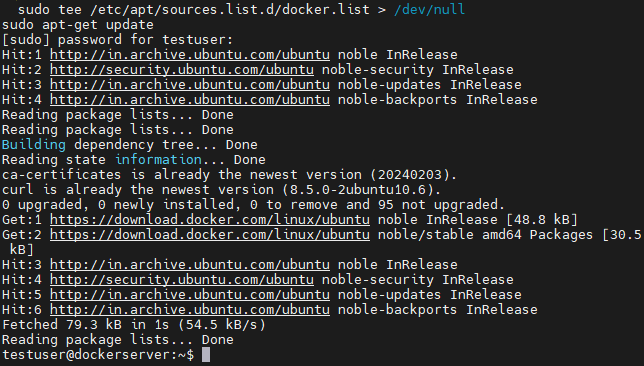 sudo tee /etc/apt/sources.list.d/docker.list > /dev/null
sudo apt-get update
[sudo] password for testuser:
Hit:1 http://in.archive.ubuntu.com/ubuntu noble InRelease
Hit:2 http://security.ubuntu.com/ubuntu noble-security InRelease
Hit:3 http://in.archive.ubuntu.com/ubuntu noble-updates InRelease
Hit:4 http://in.archive.ubuntu.com/ubuntu noble-backports InRelease
Reading package lists... Done
Reading package lists... Done
Building dependency tree... Done
Reading state information... Done
ca-certificates is already the newest version (20240203).
curl is already the newest version (8.5.0-2ubuntu10.6).
0 upgraded, 0 newly installed, 0 to remove and 95 not upgraded.
Get:1 https://download.docker.com/linux/ubuntu noble InRelease [48.8 kB]
Get:2 https://download.docker.com/linux/ubuntu noble/stable amd64 Packages [30.5
kB]
Hit:3 http://in.archive.ubuntu.com/ubuntu noble InRelease
Hit:4 http://security.ubuntu.com/ubuntu noble-security InRelease
Hit:5 http://in.archive.ubuntu.com/ubuntu noble-updates InRelease
Hit:6 http://in.archive.ubuntu.com/ubuntu noble-backports InRelease
Fetched 79.3 kB in 1s (54.5 kB/s)
Reading package lists... Done
testuser@dockerserver:~$